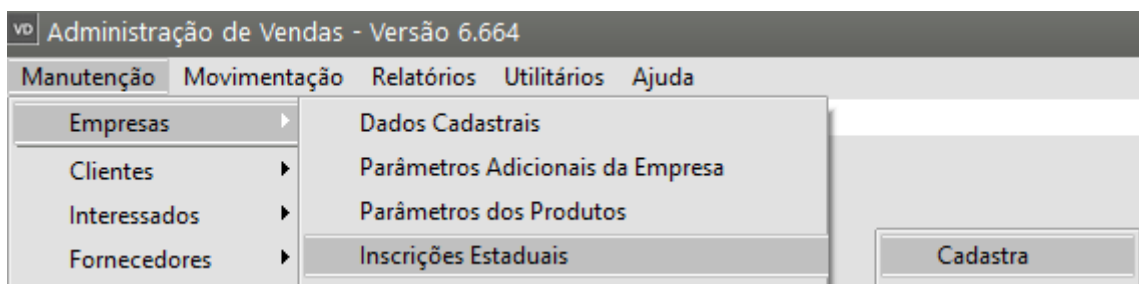 VD Administração de Vendas - Versão 6.664
Manutenção Movimentação Relatórios Utilitários Ajuda
Empresas
Clientes
Interessados
Fornecedores
Dados Cadastrais
Parâmetros Adicionais da Empresa
Parâmetros dos Produtos
Inscrições Estaduais
Cadastra